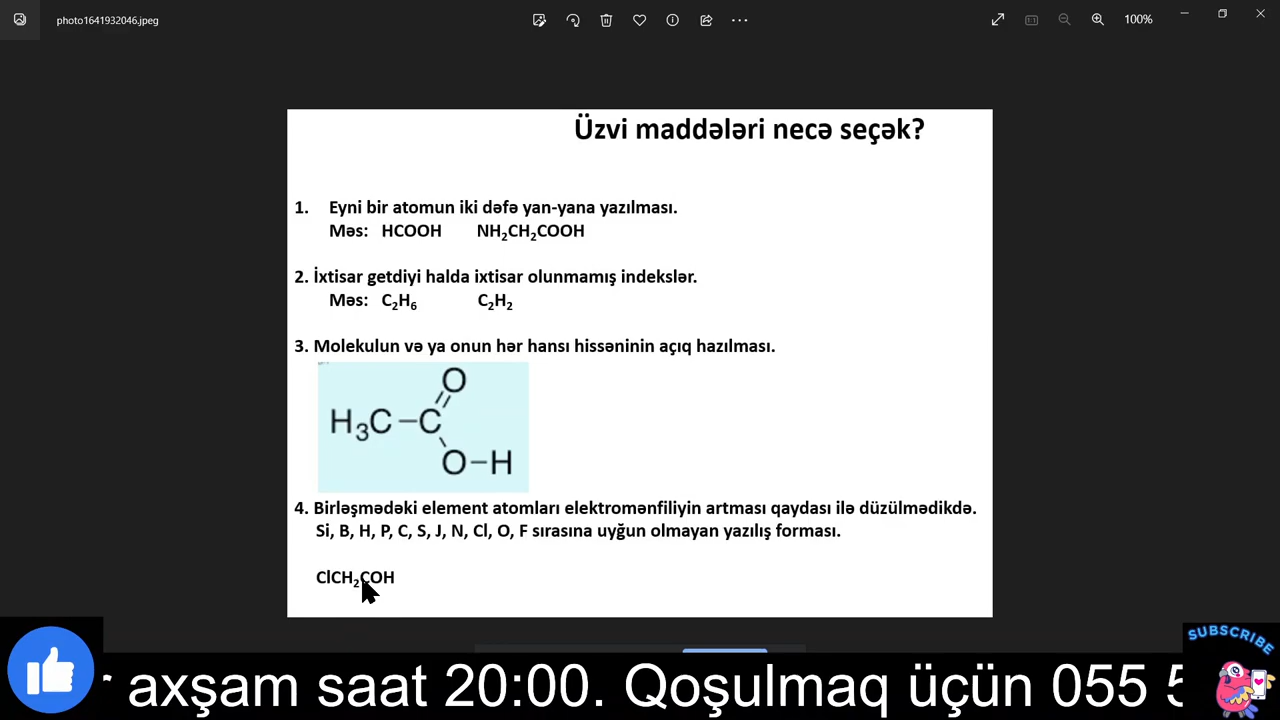 photo1641932046.jpeg
100%
Üzvi maddələri necə seçək?
1. Eyni bir atomun iki dəfə yan-yana yazılması.
Məs: HCOOH NH₂CH₂COOH
2. İxtisar getdiyi halda ixtisar olunmamış indekslər.
Məs: C₂H₆ C₂H₂
3. Molekulun və ya onun hər hansı hissəninin açıq hazılması.
O
H₃C–C
O–H
4. Birləşmədəki element atomları elektromənfiliyin artması qaydası ilə düzülmədikdə.
Si, B, H, P, C, S, J, N, Cl, O, F sırasına uyğun olmayan yazılış forması.
ClCH₂COH
SUBSCRIBE
axşam saat 20:00. Qoşulmaq üçün 055 5